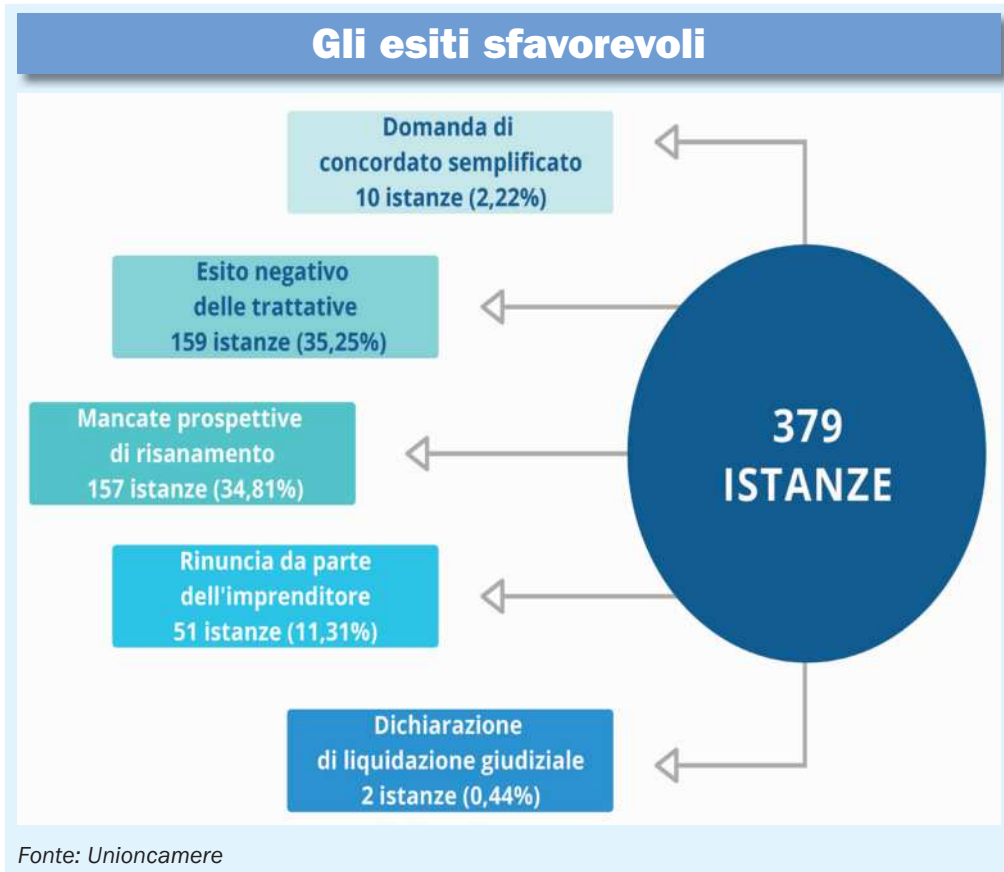 Gli esiti sfavorevoli
Domanda di
concordato semplificato
10 istanze (2,22%)
Esito negativo
delle trattative
159 istanze (35,25%)
Mancate prospettive
di risanamento
157 istanze (34,81%)
Rinuncia da parte
dell'imprenditore
51 istanze (11,31%)
Dichiarazione
di liquidazione giudiziale
2 istanze (0,44%)
379
ISTANZE
Fonte: Unioncamere